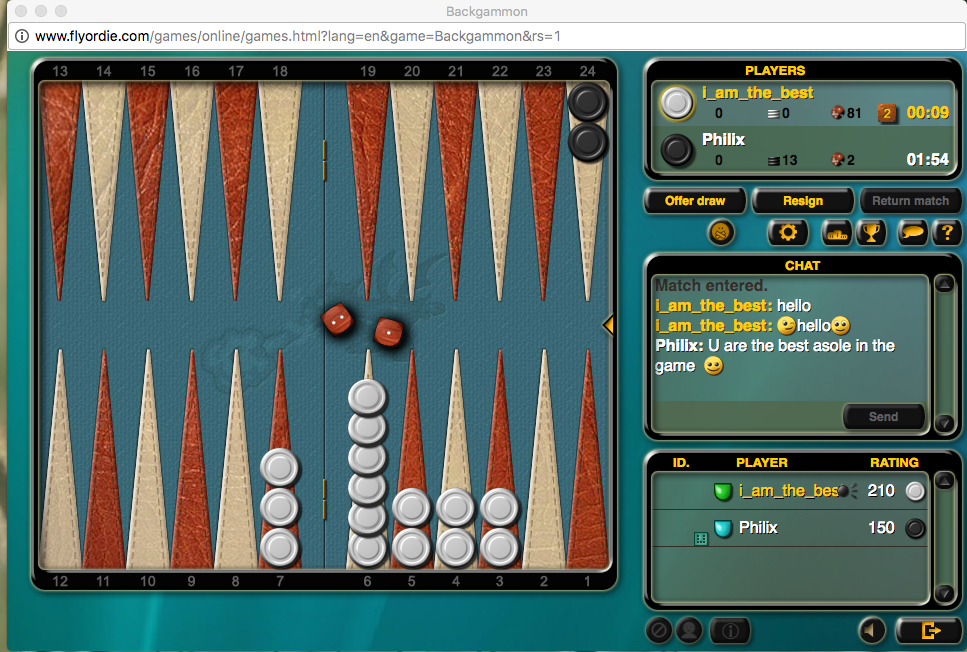 Backgammon
www.flyordie.com/games/online/games.html?lang=en&game=Backgammon&rs=1
13 14 15 16 17 18 19 20 21 22 23 24
12 11 10 9 8 7 6 5 4 3 2 1
PLAYERS
i_am_the_best
0 0 81 2 00:09
Philix
0 13 2 01:54
Offer draw Resign Return match
?
CHAT
Match entered.
i_am_the_best: hello
i_am_the_best: hello
Philix: U are the best asole in the
game
Send
ID. PLAYER RATING
i_am_the_bes 210
Philix 150